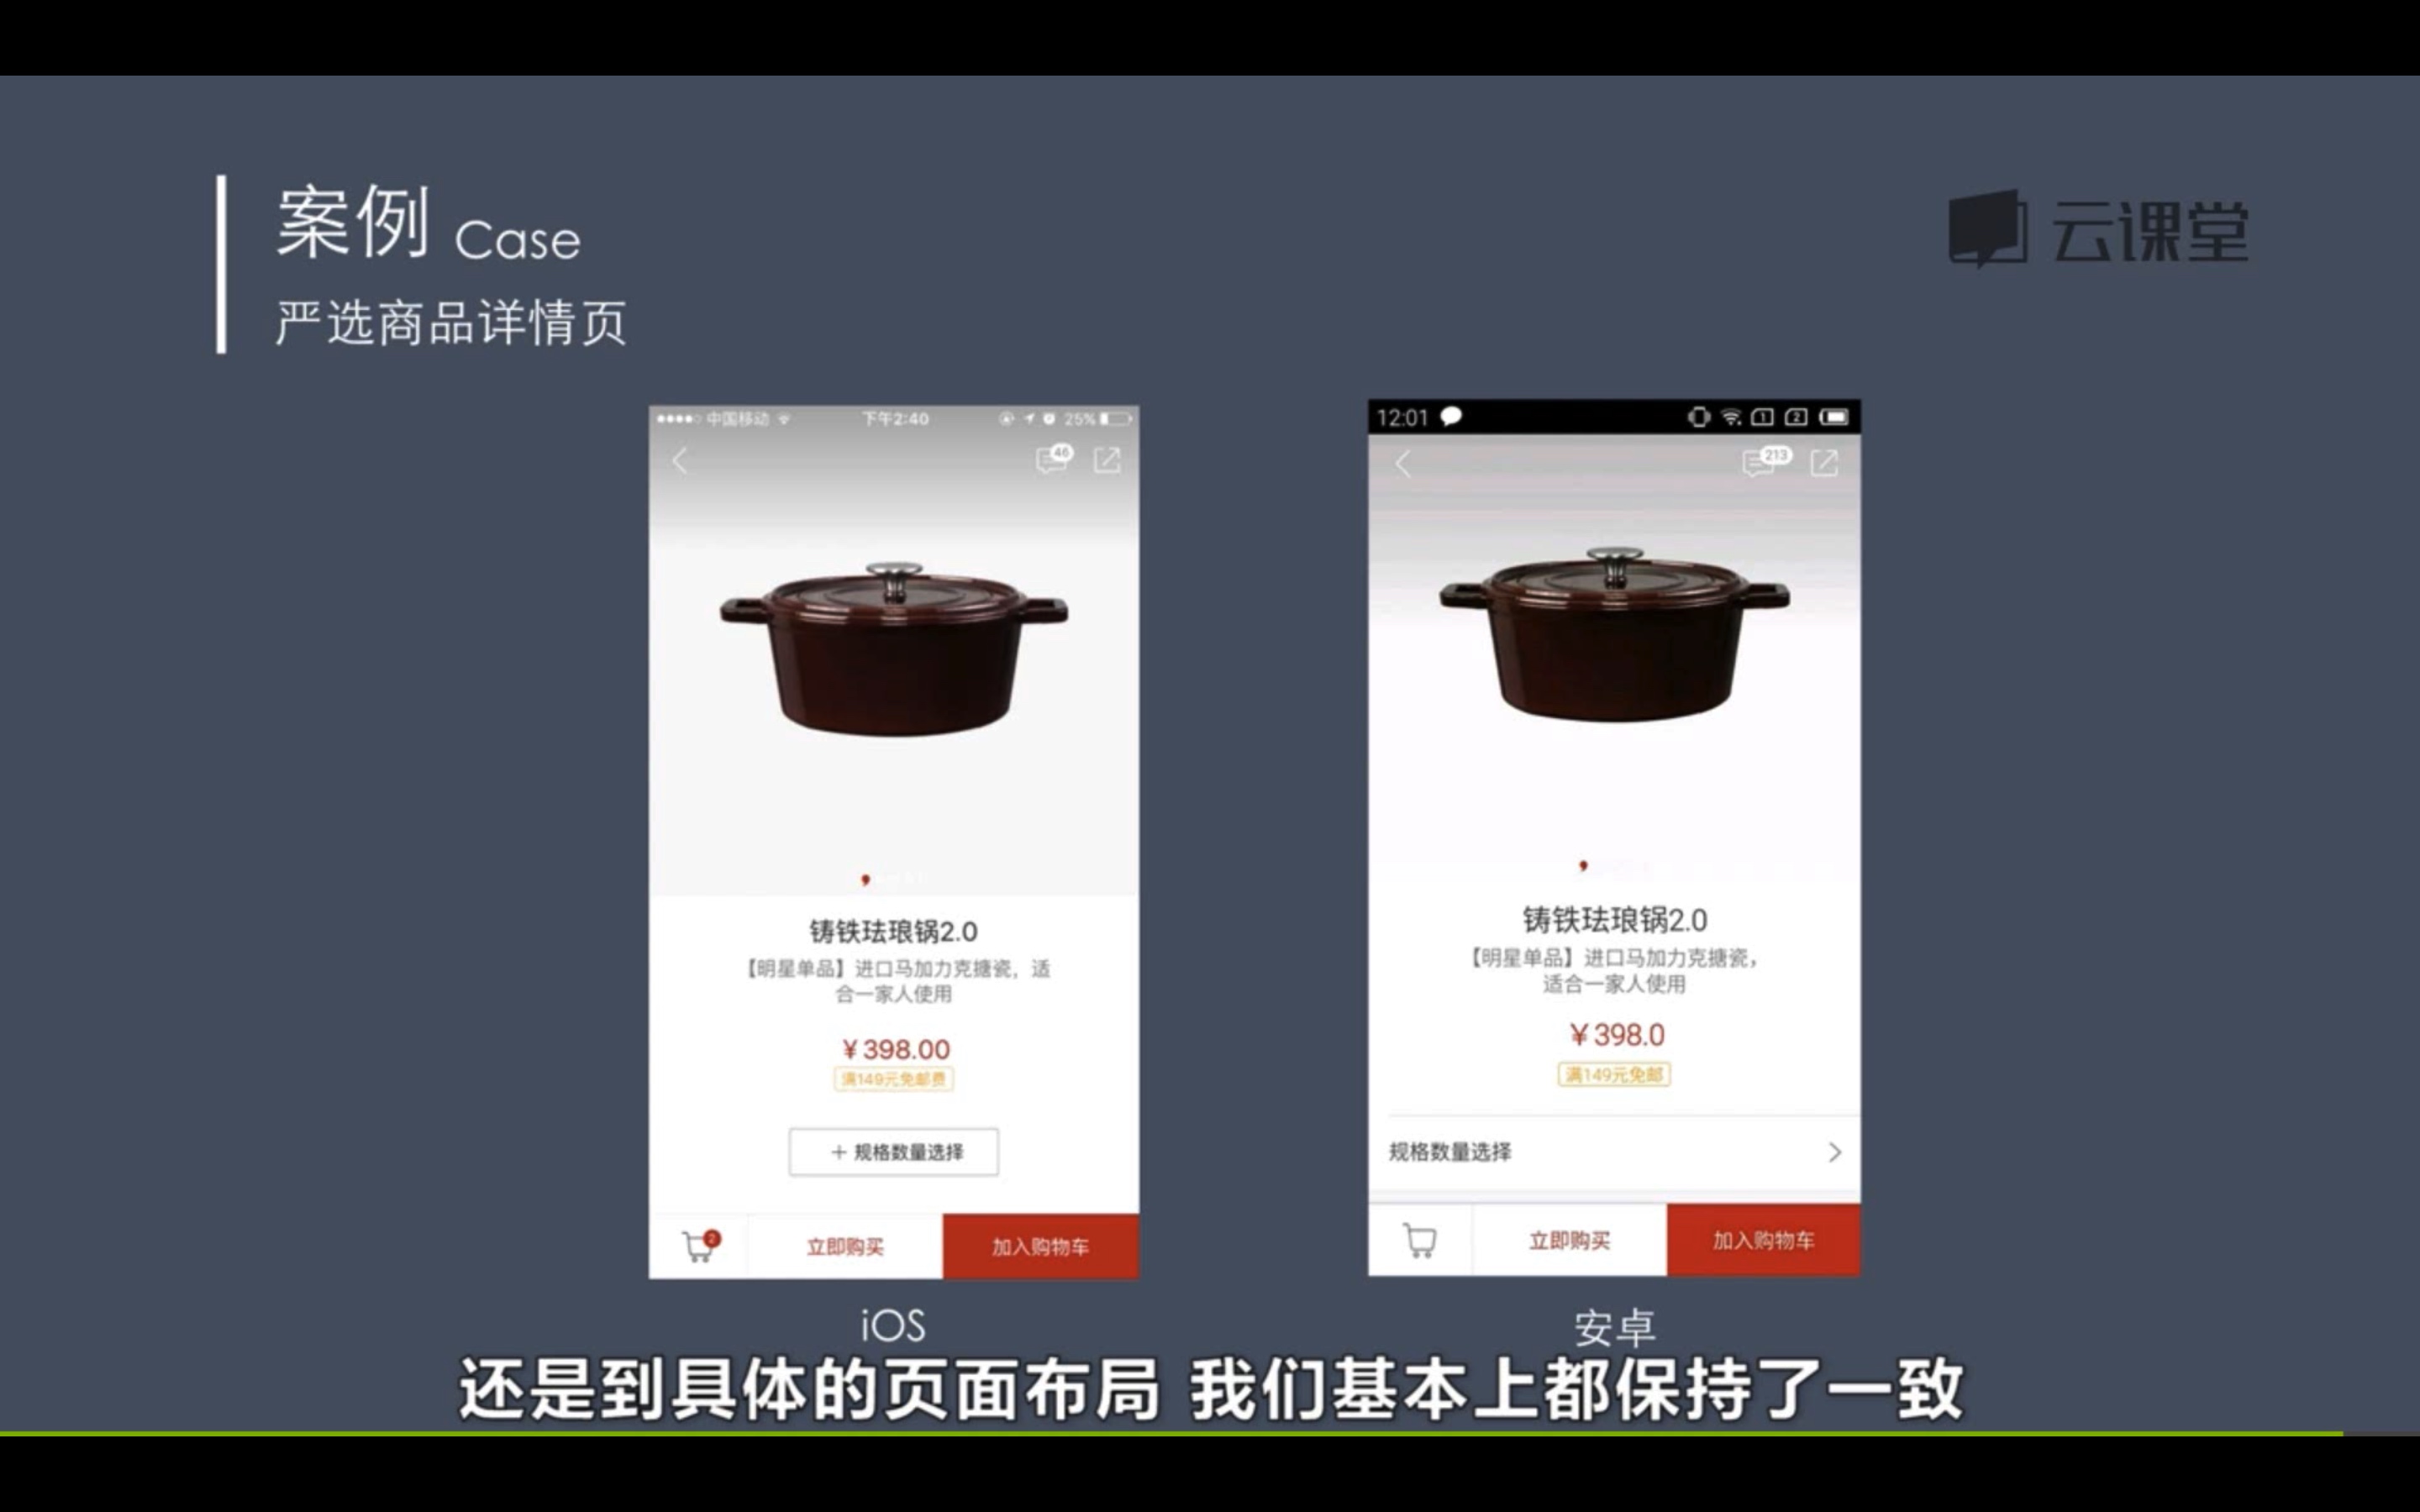 案例 Case
云课堂
严选商品详情页
中国移动 下午2:40 25%
46
铸铁珐琅锅2.0
【明星单品】进口马加力克搪瓷，适
合一家人使用
¥398.00
满149元免邮费
+ 规格数量选择
2 立即购买 加入购物车
iOS
12:01 1 2
213
铸铁珐琅锅2.0
【明星单品】进口马加力克搪瓷，
适合一家人使用
¥398.0
满149元免邮
规格数量选择 >
立即购买 加入购物车
安卓
还是到具体的页面布局 我们基本上都保持了一致